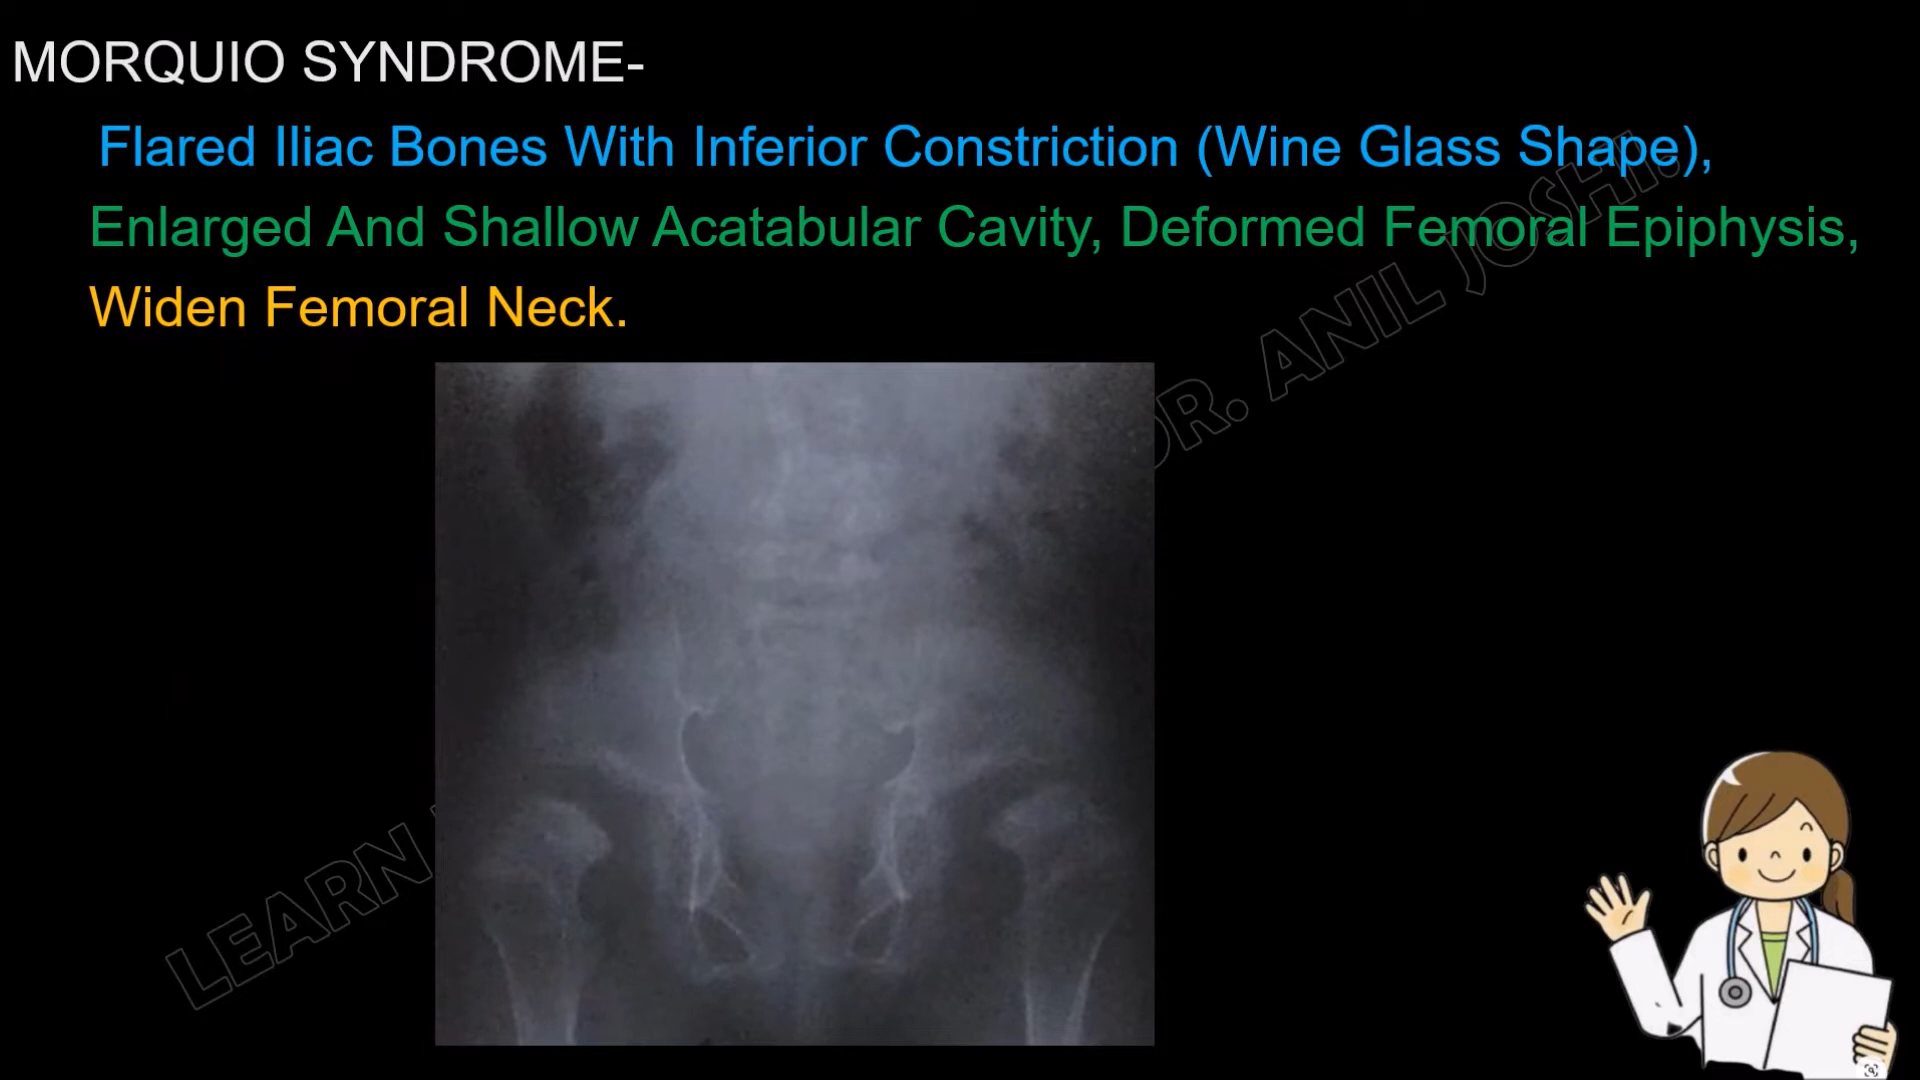 MORQUIO SYNDROME-
Flared Iliac Bones With Inferior Constriction (Wine Glass Shape),
Enlarged And Shallow Acatabular Cavity, Deformed Femoral Epiphysis,
Widen Femoral Neck.
LEARN
DR. ANIL JOSHI.